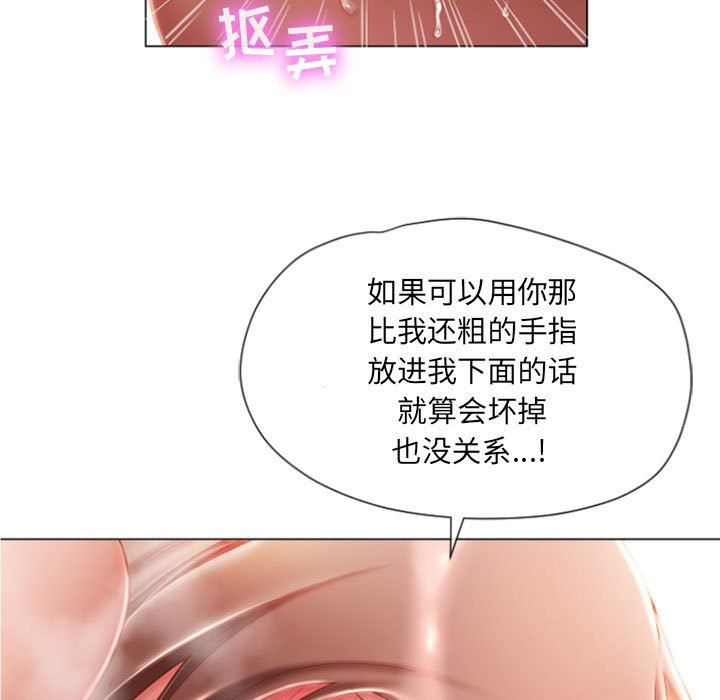 抠弄
如果可以用你那
比我还粗的手指
放进我下面的话
就算会坏掉
也没关系...!